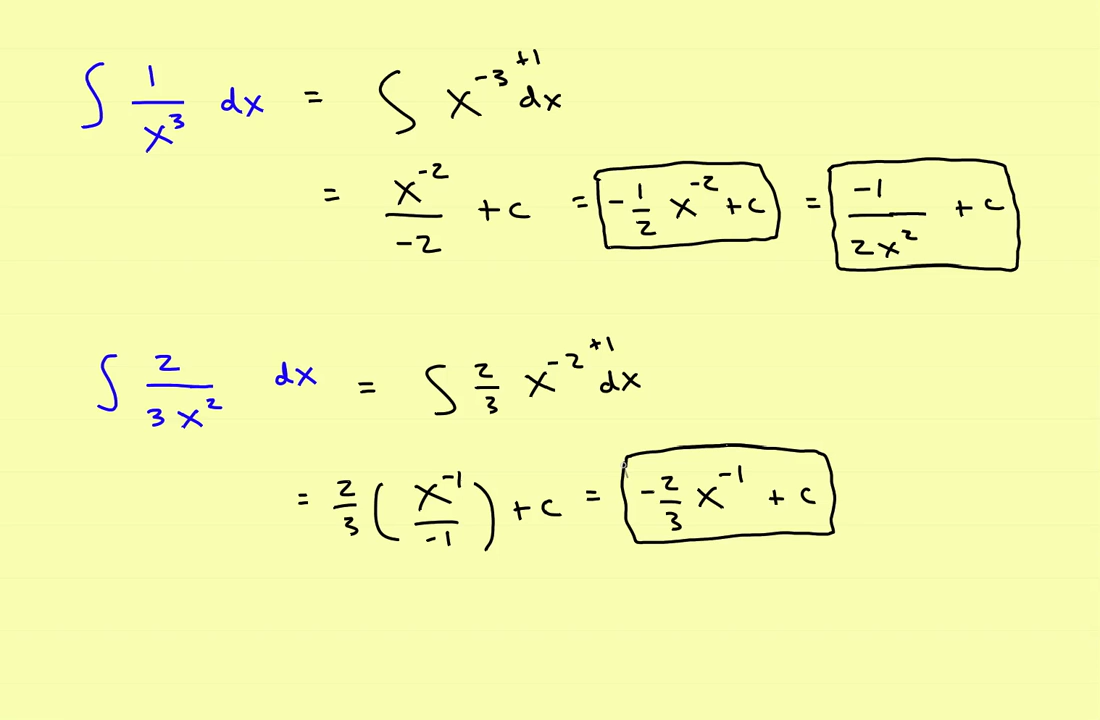 ∫ 1/x³ dx = ∫ x⁻³ ⁺¹ dx
= x⁻²/-2 + c = -1/2 x⁻² + c = -1/2x² + c
∫ 2/3x² dx = ∫ 2/3 x⁻² ⁺¹ dx
= 2/3 (x⁻¹/-1) + c = -2/3 x⁻¹ + c